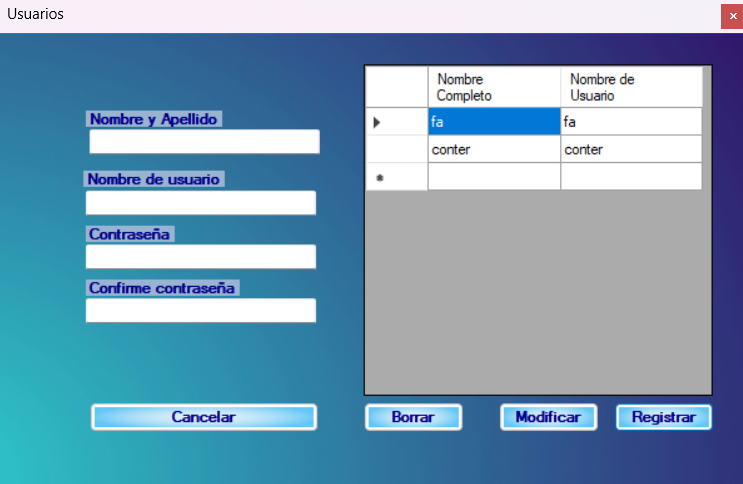 Usuarios
Nombre y Apellido
Nombre de usuario
Contraseña
Confirme contraseña
Cancelar
Nombre
Completo
Nombre de
Usuario
fa fa
conter conter
Borrar Modificar Registrar